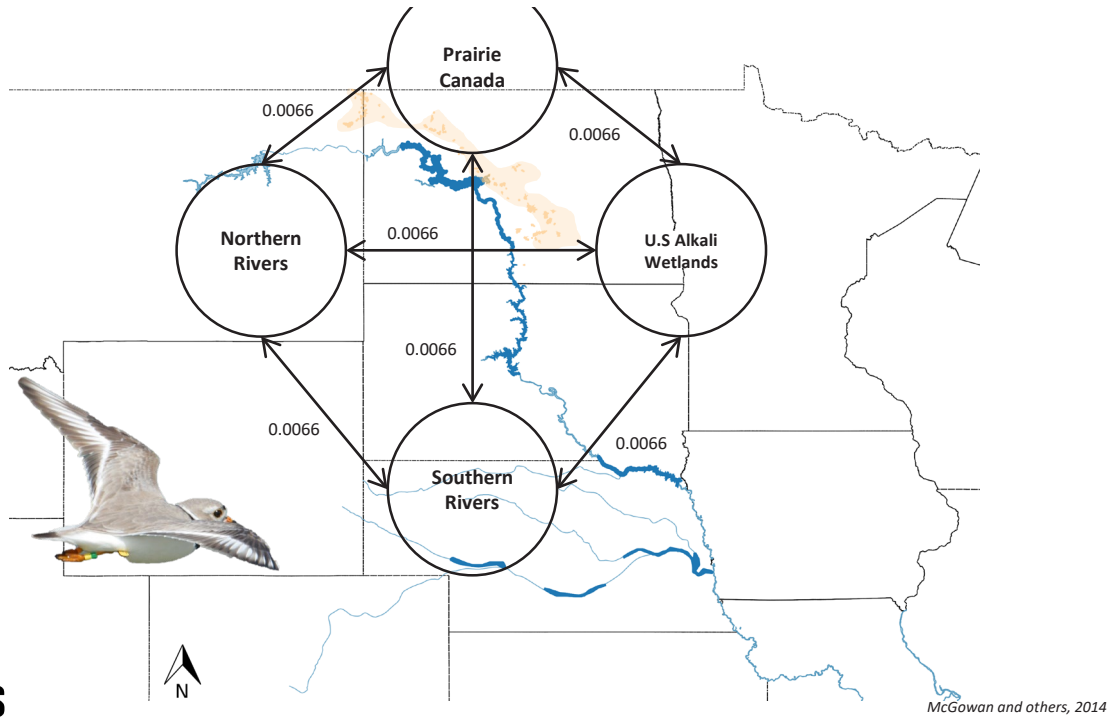 Prairie
Canada
0.0066
0.0066
Northern
Rivers
0.0066
U.S Alkali
Wetlands
0.0066
0.0066
0.0066
Southern
Rivers
N
McGowan and others, 2014